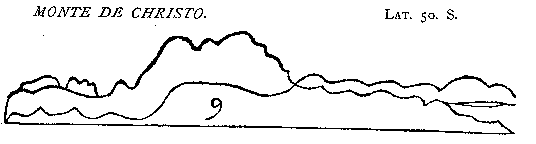 MONTE DE CHRISTO. LAT. 50. S.
9